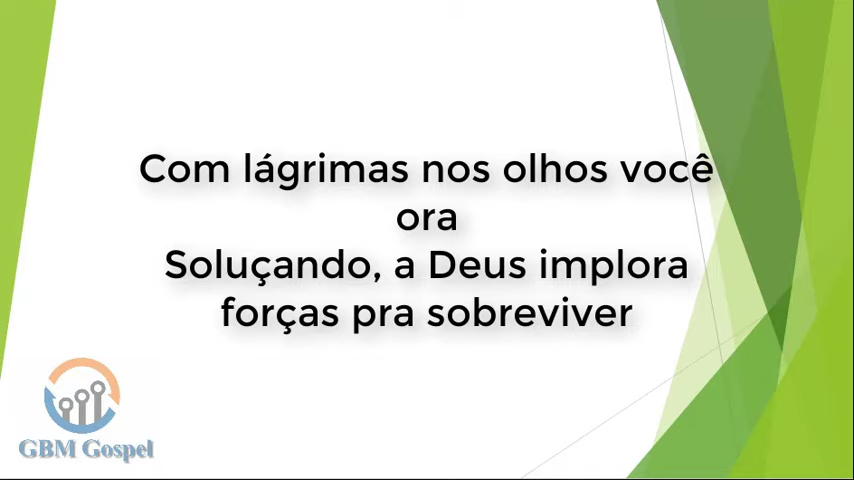 Com lágrimas nos olhos você
ora
Soluçando, a Deus implora
forças pra sobreviver
GBM Gospel